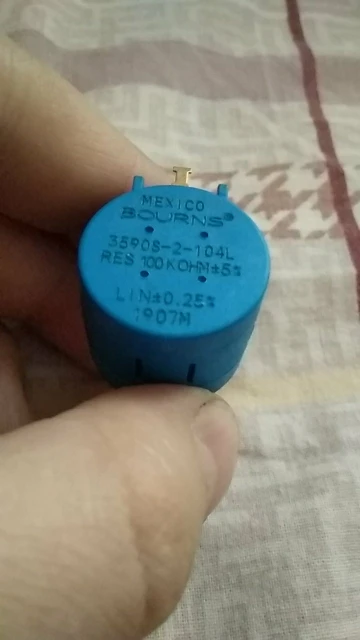 MEXICO
BOURNS®
3590S-2-104L
RES 100KOHM±5%
LIN±0.25%
1907M